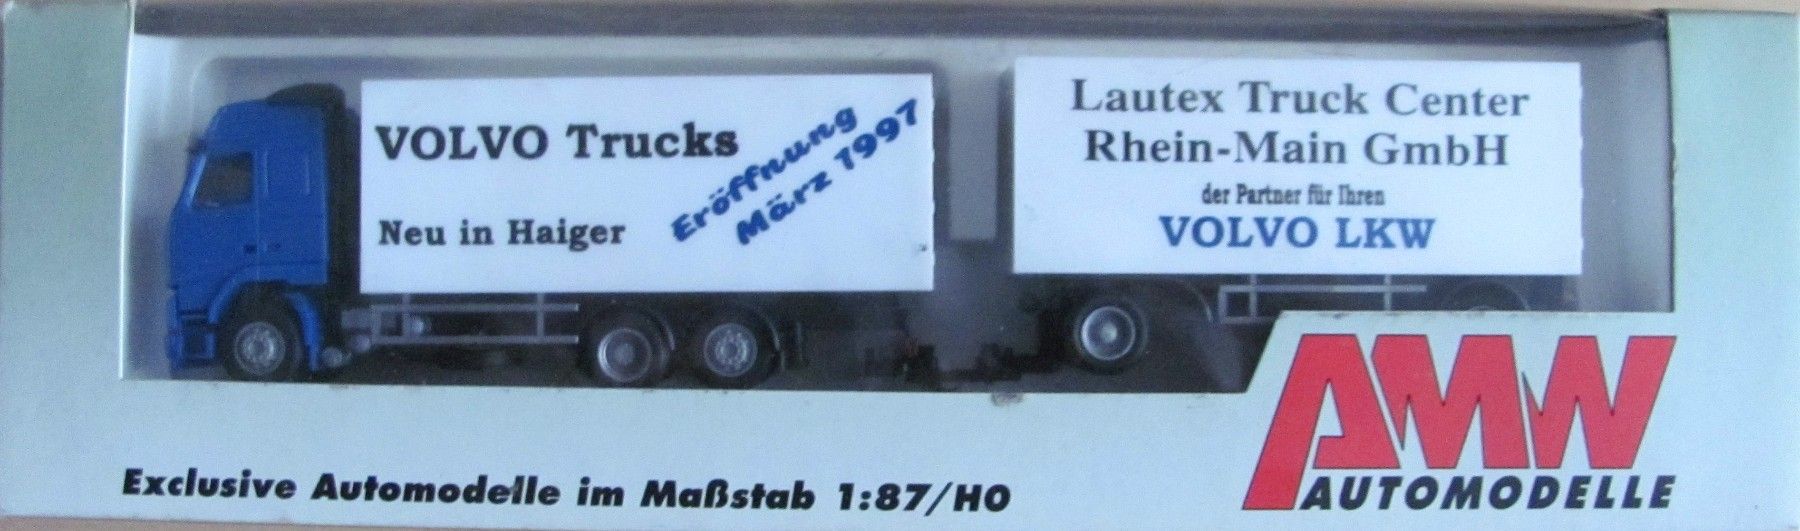 VOLVO Trucks
Neu in Haiger
Eröffnung
März 1997
Lautex Truck Center
Rhein-Main GmbH
der Partner für Ihren
VOLVO LKW
AMW
AUTOMODELLE
Exclusive Automodelle im Maßstab 1:87/HO